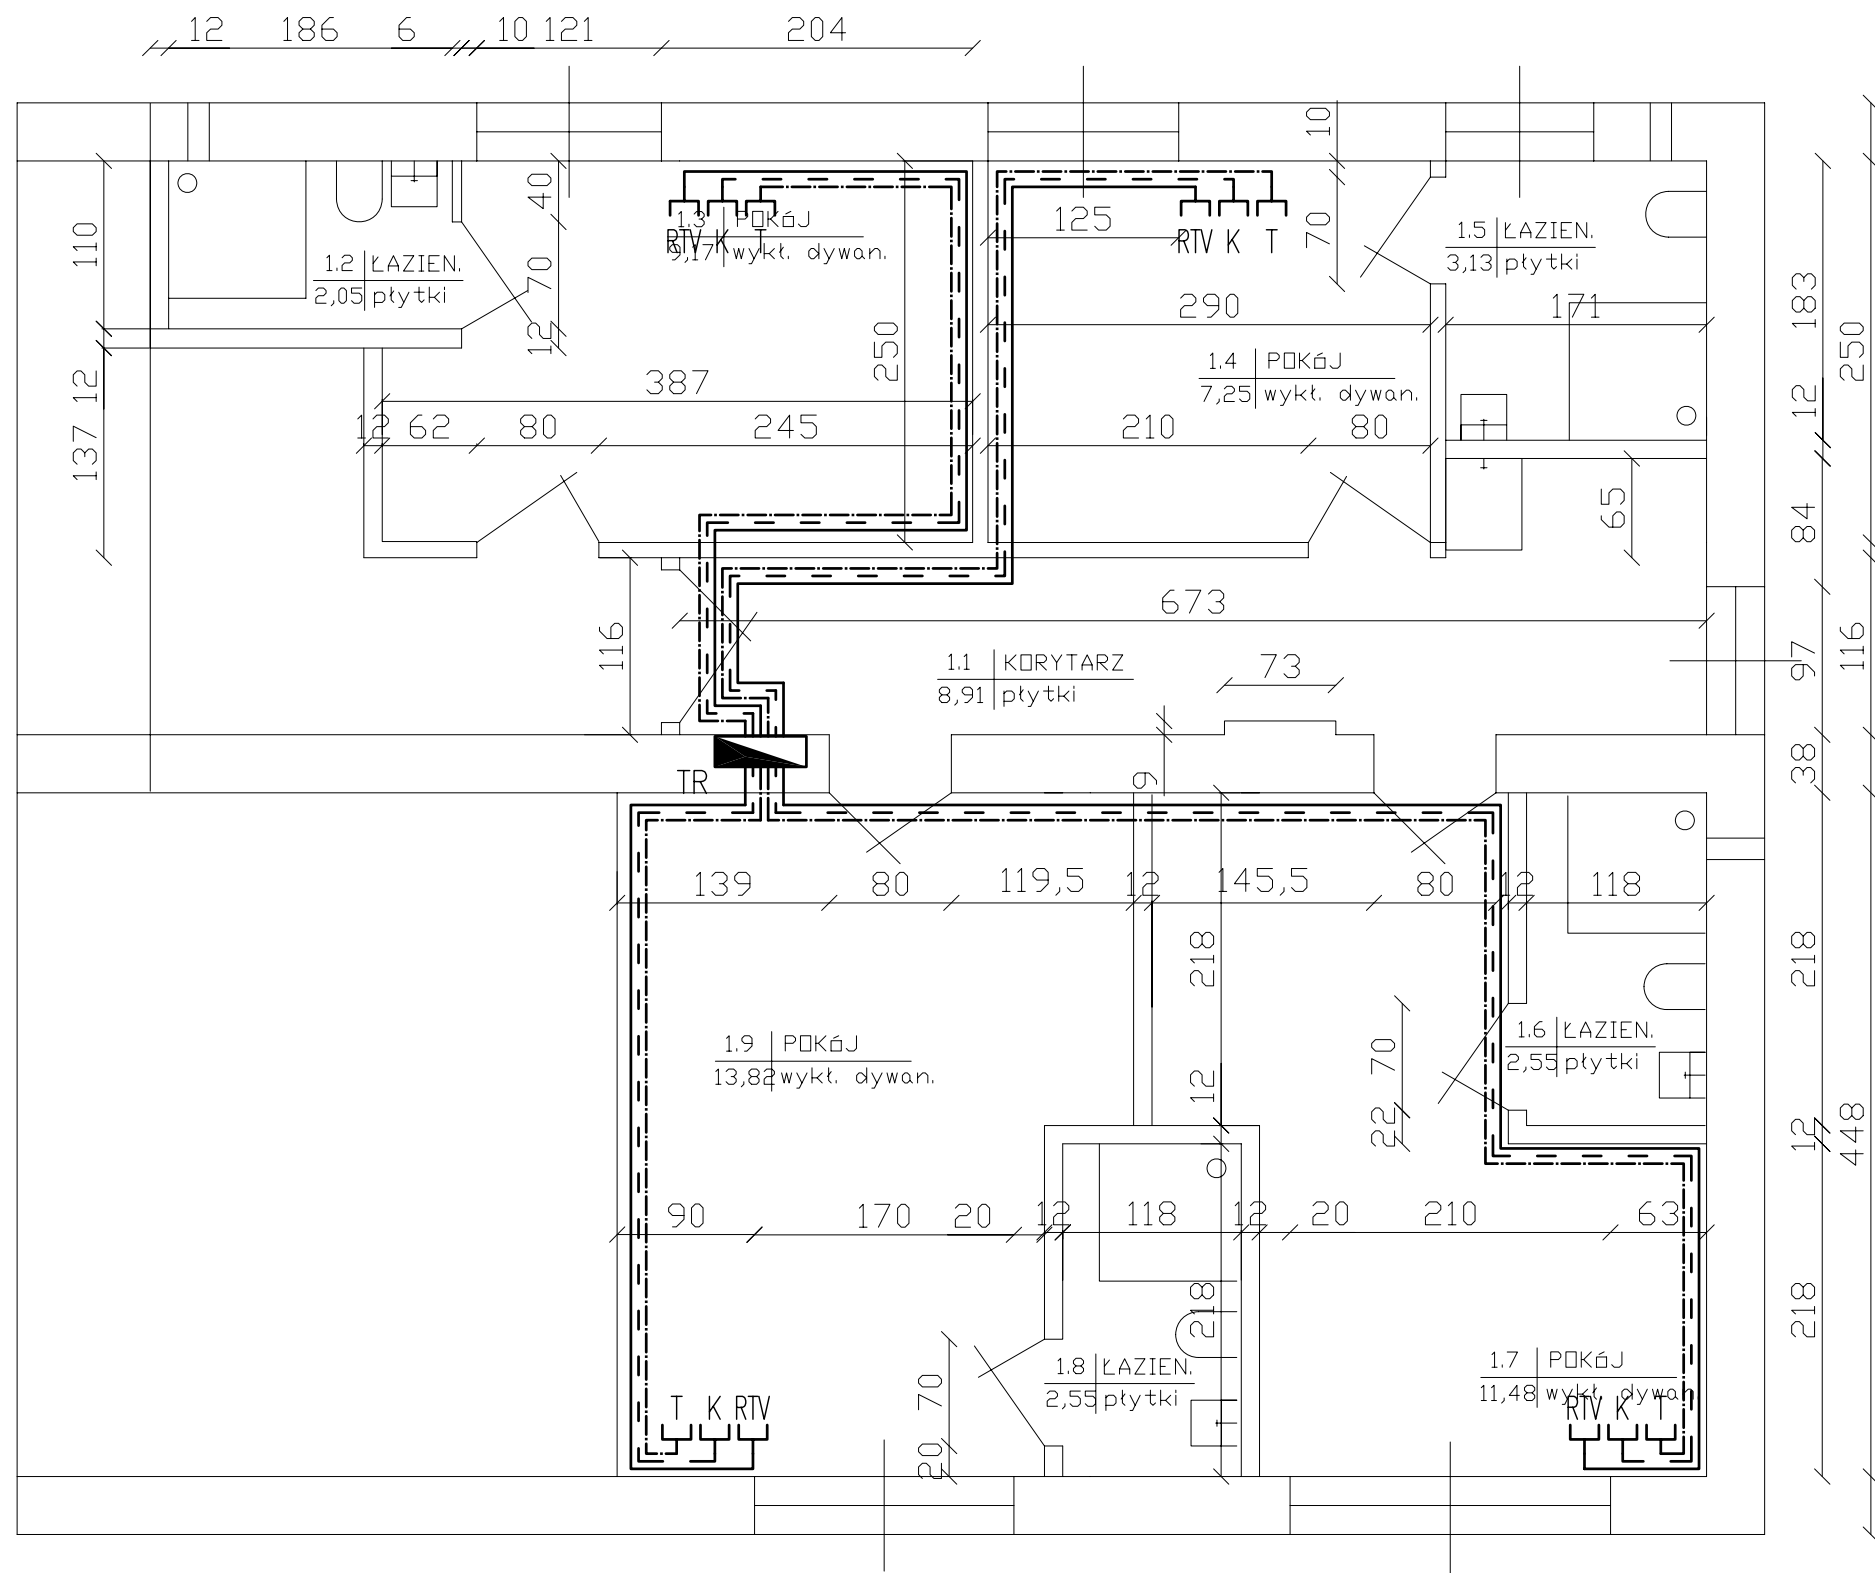 12 186 6 10 121 204
10
40
110
125
70
1.3 POKÓJ
RTV K T
9,17 wykł. dywan.
RTV K T
1.5 ŁAZIEN.
3,13 płytki
1.2 ŁAZIEN.
2,05 płytki
70
12
250
290
171
183
250
1.4 POKÓJ
7,25 wykł. dywan.
387
12
12
137
12 62 80 245 210 80
65
84
673
116
1.1 KORYTARZ
8,91 płytki
73
97
116
TR
9
38
139 80 119,5 12 145,5 80 12 118
218
218
1.9 POKÓJ
13,82 wykł. dywan.
1.6 ŁAZIEN.
2,55 płytki
70
12
22
12
448
90 170 20 12 118 12 20 210 63
218
218
1.8 ŁAZIEN.
2,55 płytki
1.7 POKÓJ
11,48 wykł. dywan.
70
T K RTV
RTV K T
20